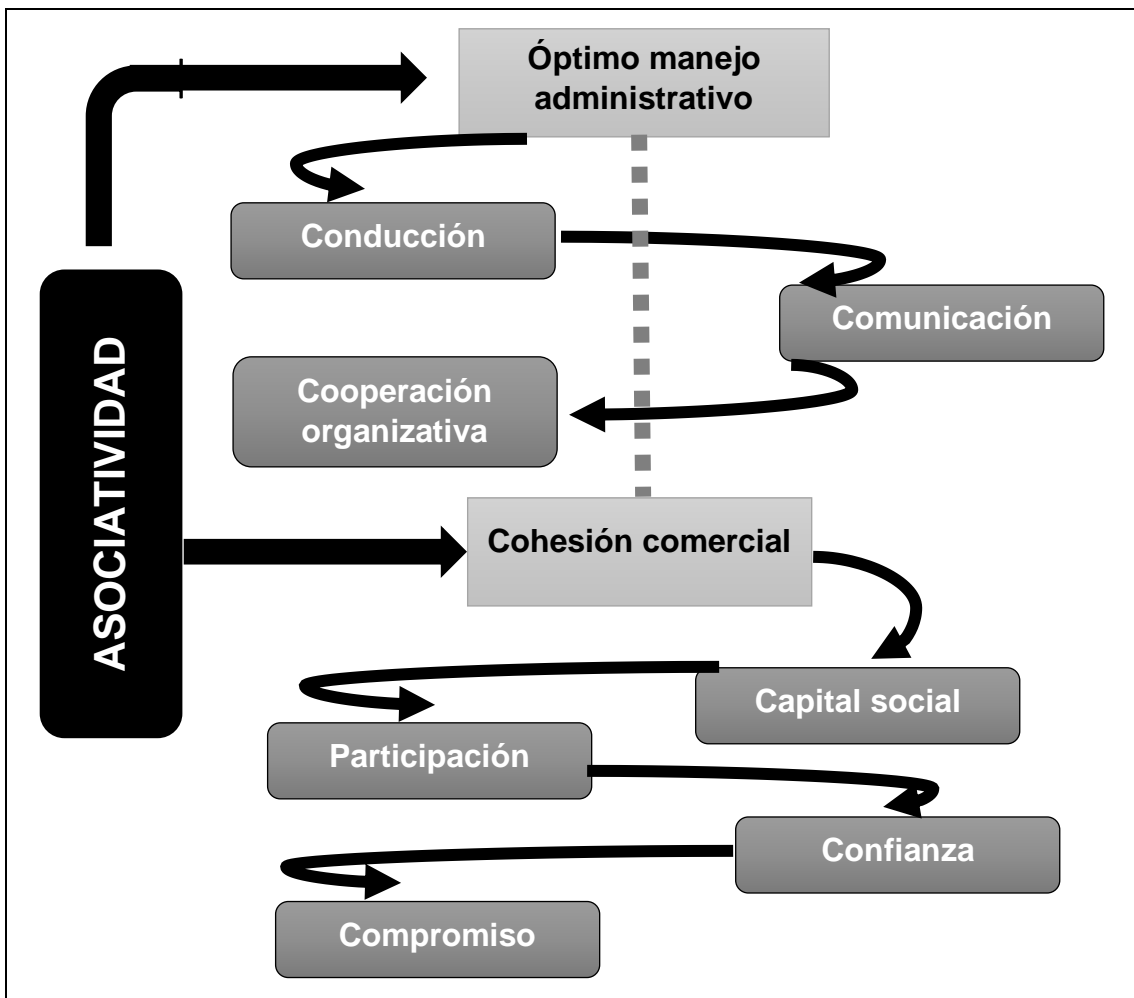 Óptimo manejo
administrativo
Conducción
Comunicación
Cooperación
organizativa
ASOCIATIVIDAD
Cohesión comercial
Capital social
Participación
Confianza
Compromiso